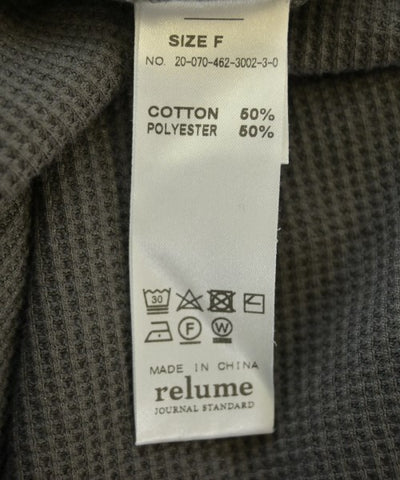 SIZE F
NO. 20-070-462-3002-3-0
COTTON 50%
POLYESTER 50%
30
F W
MADE IN CHINA
relume
JOURNAL STANDARD